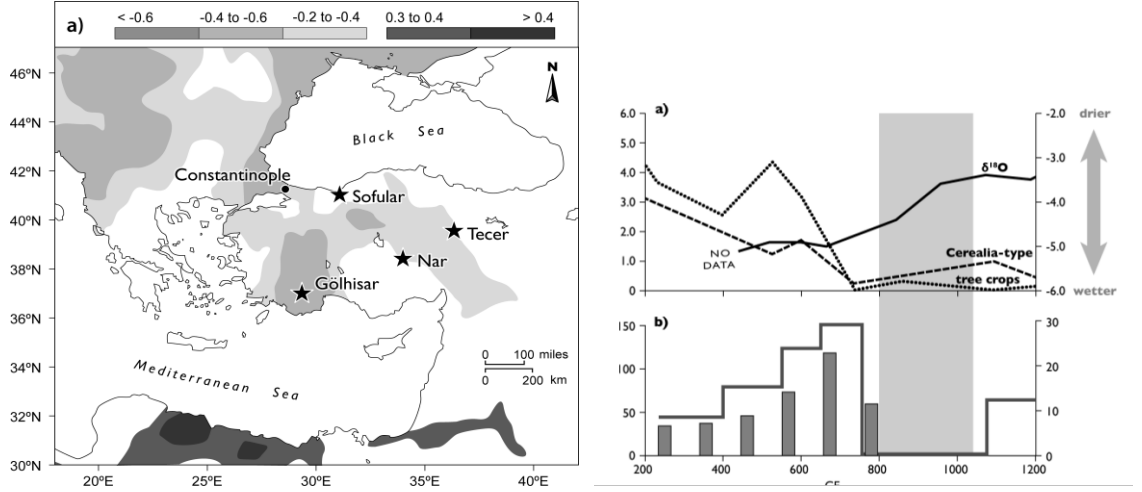 a)
< -0.6 -0.4 to -0.6 -0.2 to -0.4 0.3 to 0.4 > 0.4
46°N
44°N
42°N
40°N
38°N
36°N
34°N
32°N
30°N
20°E 25°E 30°E 35°E 40°E
N
Black Sea
Constantinople
Sofular
Tecer
Nar
Gölhisar
0 100 miles
0 200 km
Mediterranean Sea
a)
6.0
5.0
4.0
3.0
2.0
1.0
0
-2.0
-3.0
-4.0
-5.0
-6.0
drier
wetter
δ¹⁸O
NO
DATA
Cerealia-type
tree crops
b)
150
100
50
0
30
20
10
0
200 400 600 800 1000 1200